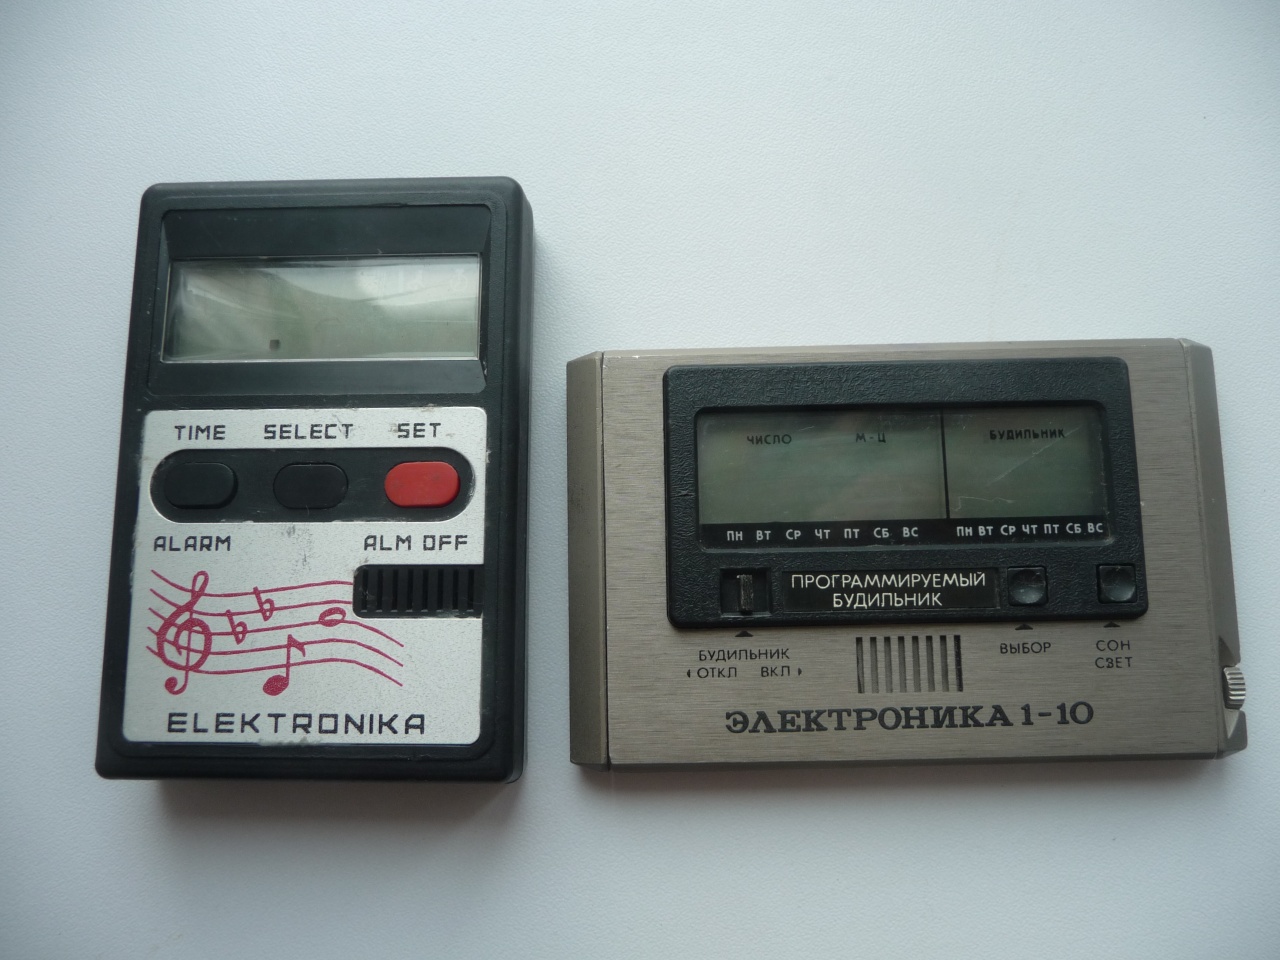 TIME SELECT SET
ALARM ALM OFF
ELEKTRONIKA
ЧИСЛО М-Ц БУДИЛЬНИК
ПН ВТ СР ЧТ ПТ СБ ВС ПН ВТ СР ЧТ ПТ СБ ВС
ПРОГРАММИРУЕМЫЙ
БУДИЛЬНИК
БУДИЛЬНИК
ОТКЛ ВКЛ
ВЫБОР
СОН
СВЕТ
ЭЛЕКТРОНИКА 1-10